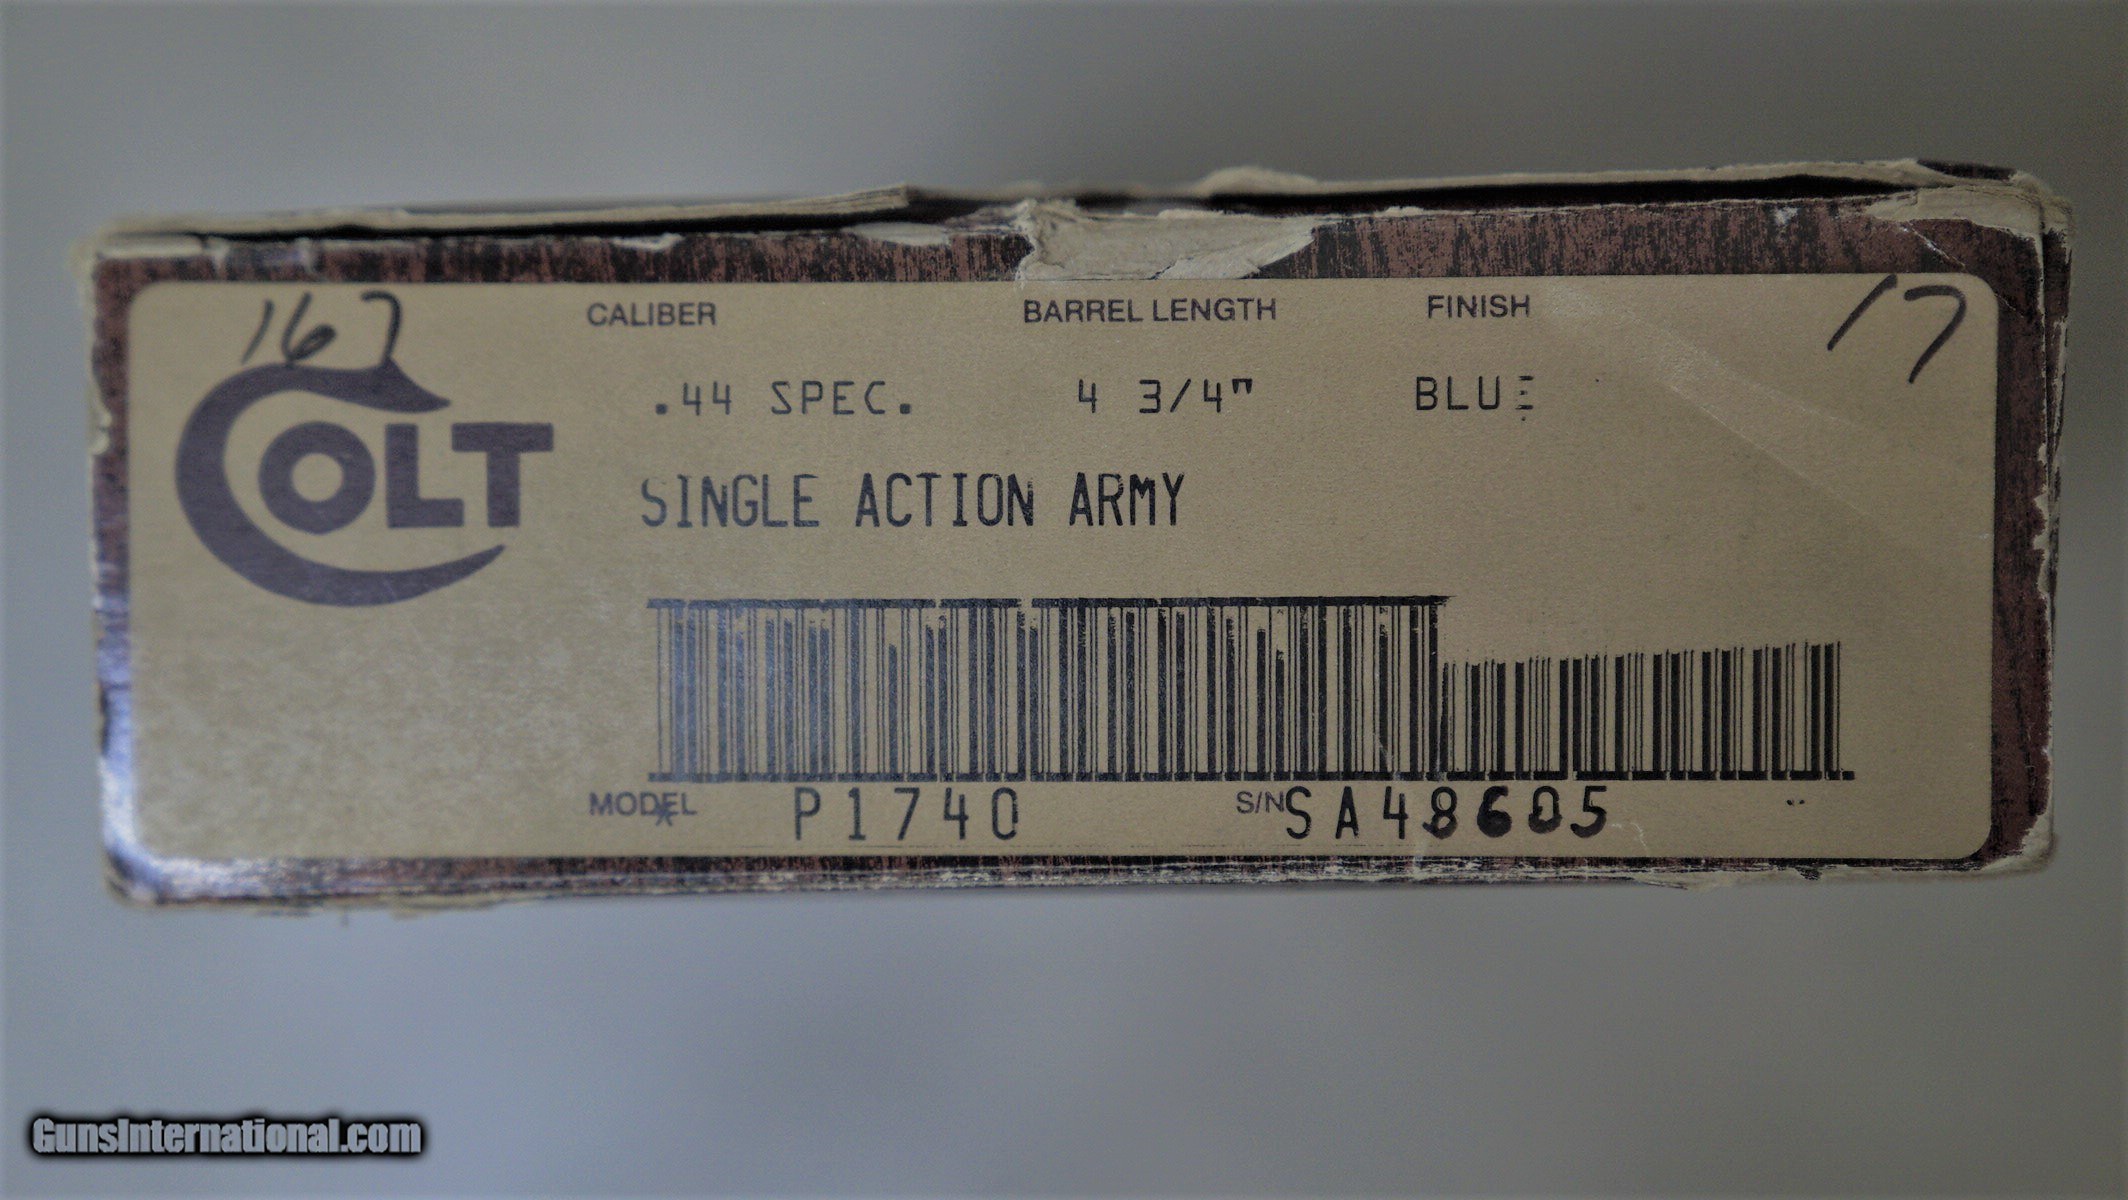 167
17
CALIBER BARREL LENGTH FINISH
COLT
.44 SPEC. 4 3/4" BLUE
SINGLE ACTION ARMY
MODEL P1740 S/N SA48605
GunsInternational.com